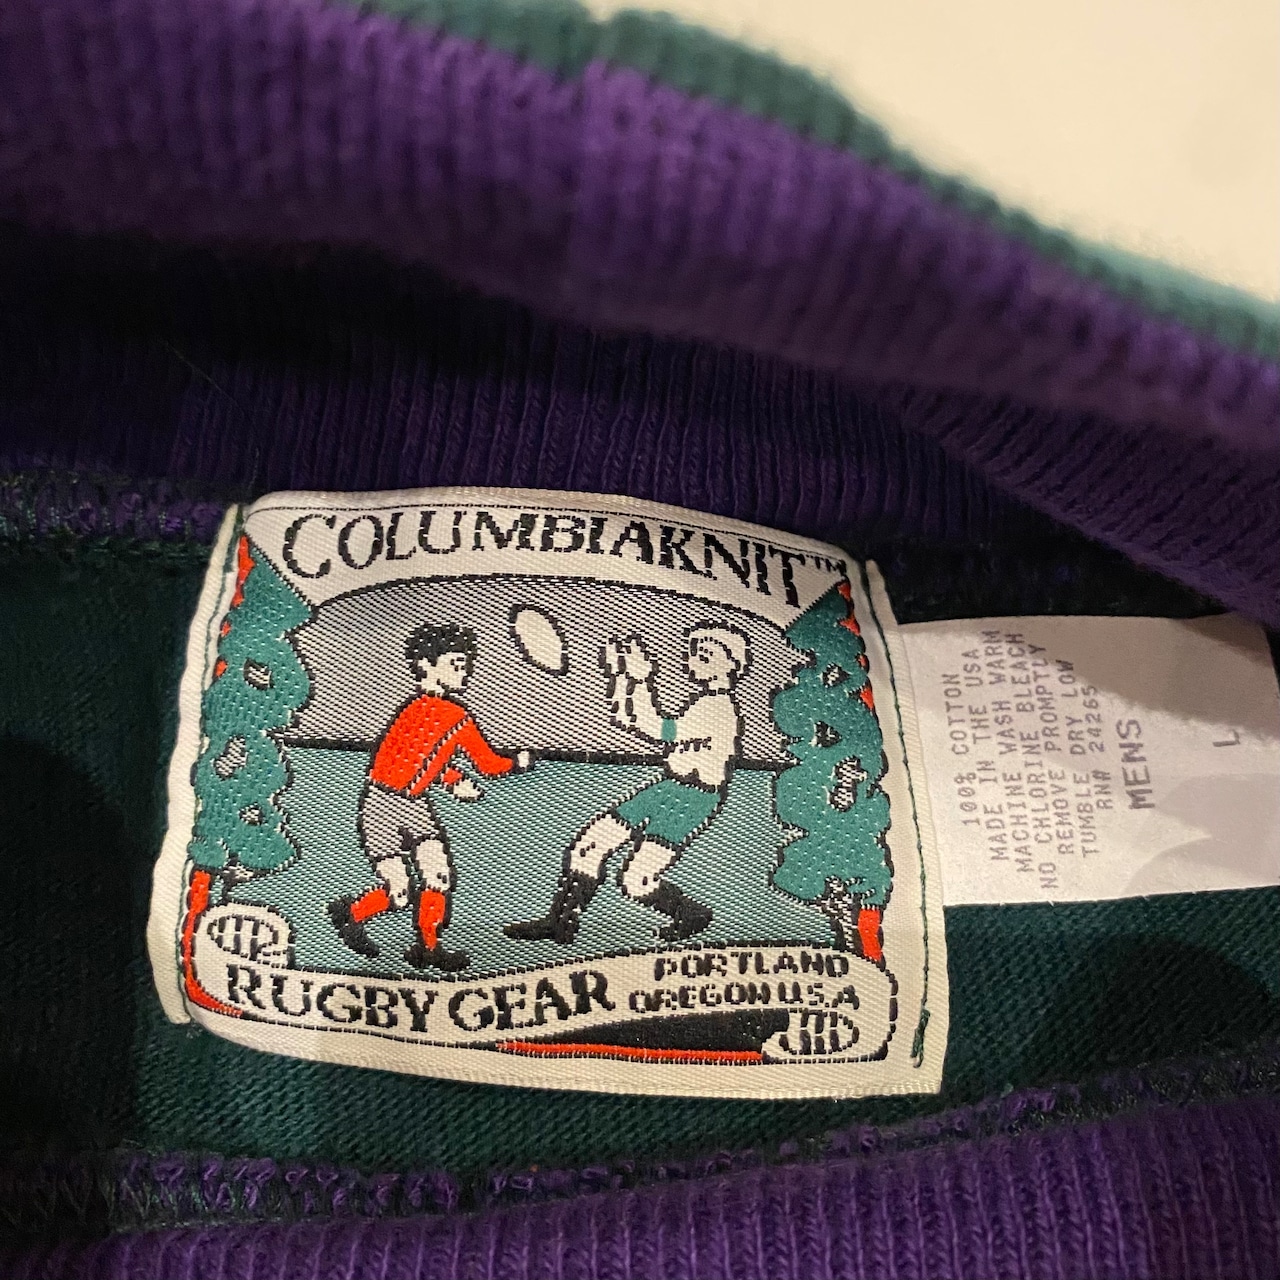 COLUMBIAKNIT™
RUGBY GEAR
PORTLAND
OREGON U.S.A
100% COTTON
MADE IN THE USA
MACHINE WASH WARM
NO CHLORINE BLEACH
REMOVE PROMPTLY
TUMBLE DRY LOW
RN# 24265
MENS
L